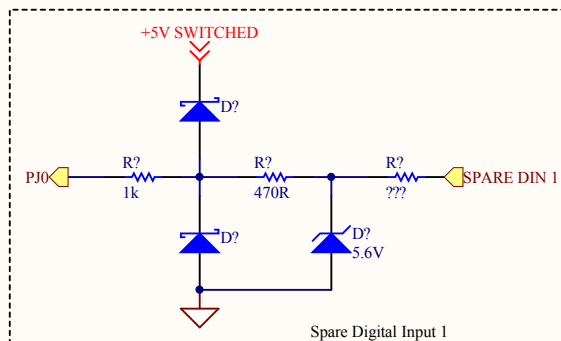 +5V SWITCHED
D?
R?
R?
R?
PJ0
SPARE DIN 1
1k
470R
???
D?
D?
5.6V
Spare Digital Input 1